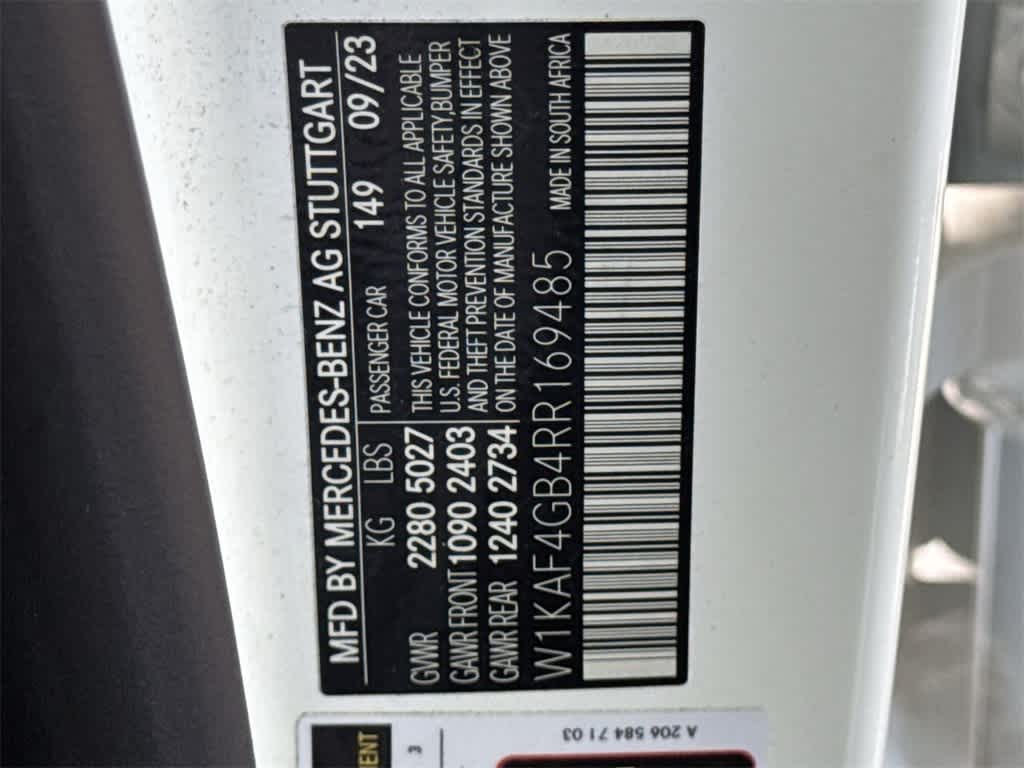 MFD BY MERCEDES-BENZ AG STUTTGART
KG LBS PASSENGER CAR 149 09/23
GVWR 2280 5027 THIS VEHICLE CONFORMS TO ALL APPLICABLE
GAWR FRONT 1090 2403 U.S. FEDERAL MOTOR VEHICLE SAFETY,BUMPER
AND THEFT PREVENTION STANDARDS IN EFFECT
GAWR REAR 1240 2734 ON THE DATE OF MANUFACTURE SHOWN ABOVE
W1KAF4GB4RR169485 MADE IN SOUTH AFRICA
MENT
3
A 206 584 71 03